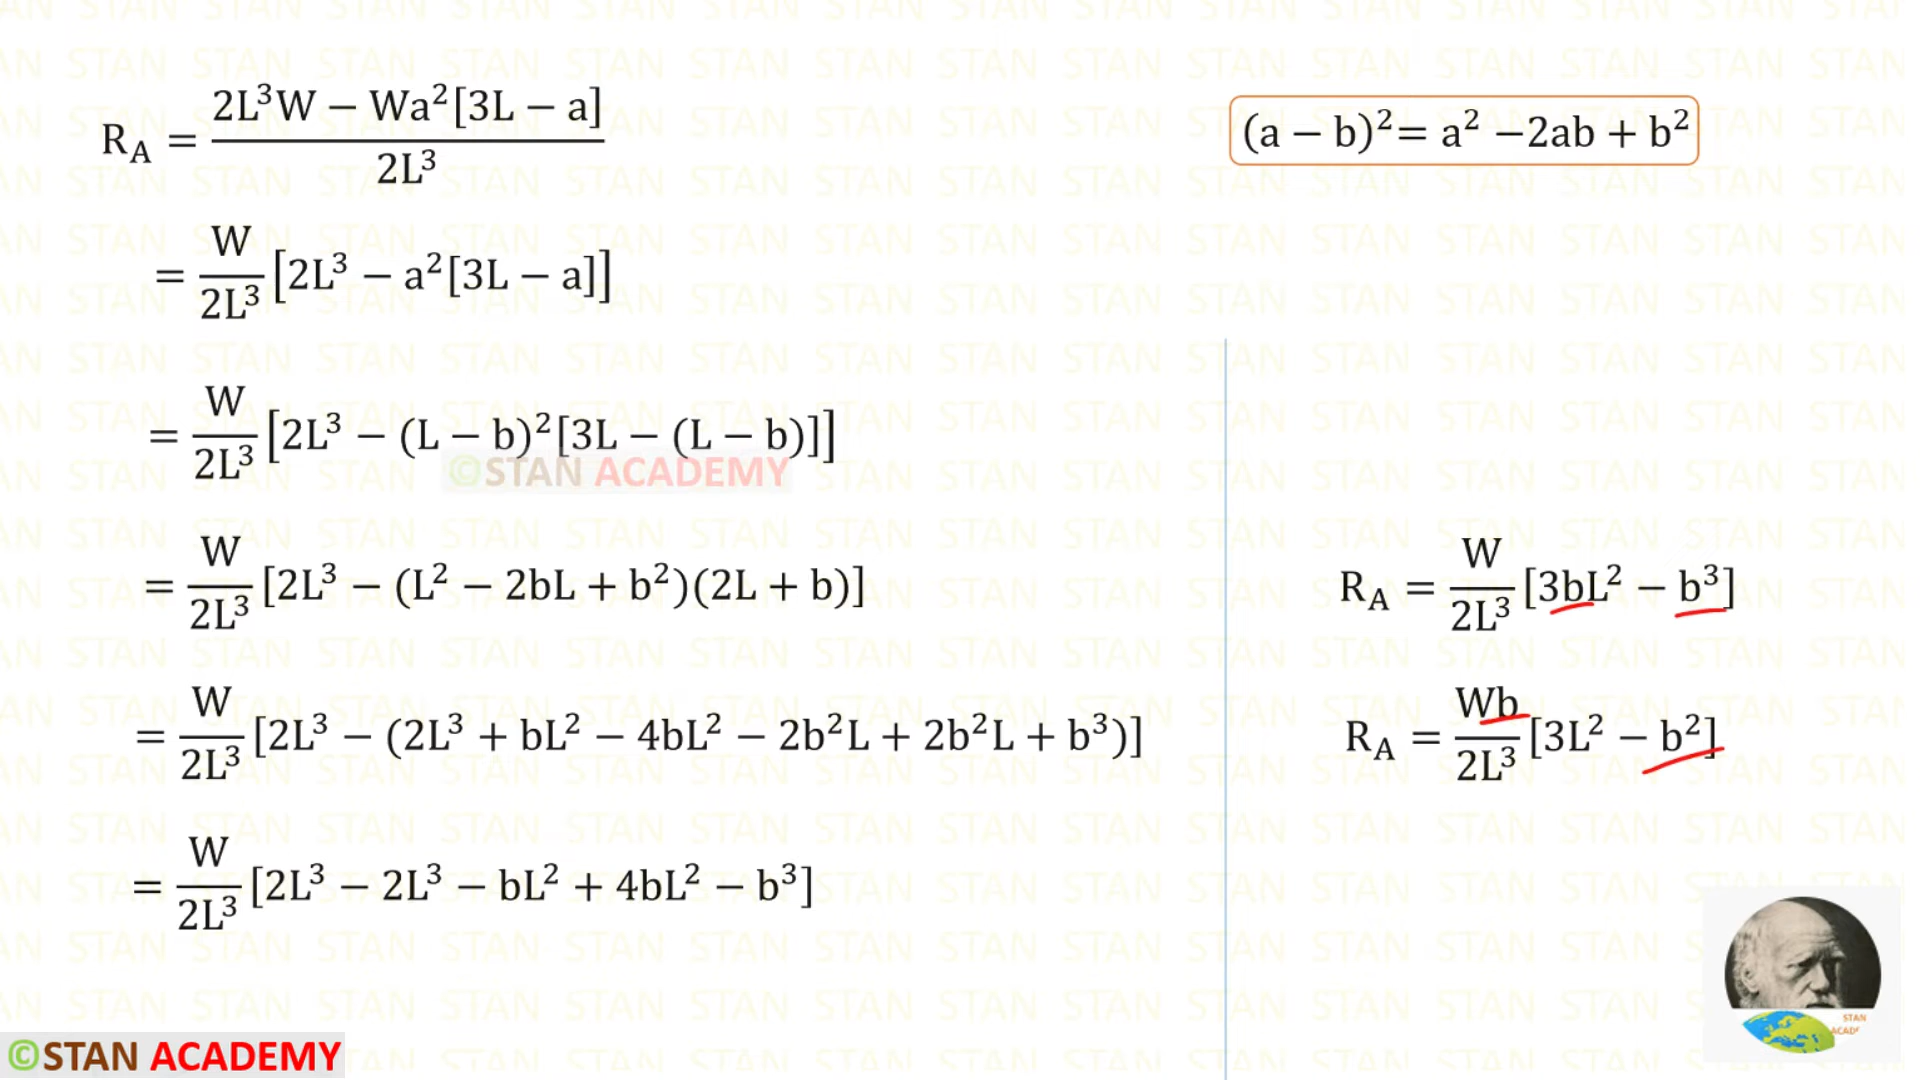 R_A = (2L³W − Wa²[3L − a]) / 2L³
= W/2L³ [2L³ − a²[3L − a]]
= W/2L³ [2L³ − (L − b)²[3L − (L − b)]]
©STAN ACADEMY
= W/2L³ [2L³ − (L² − 2bL + b²)(2L + b)]
= W/2L³ [2L³ − (2L³ + bL² − 4bL² − 2b²L + 2b²L + b³)]
= W/2L³ [2L³ − 2L³ − bL² + 4bL² − b³]
(a − b)² = a² −2ab + b²
R_A = W/2L³ [3bL² − b³]
R_A = Wb/2L³ [3L² − b²]
©STAN ACADEMY
STAN